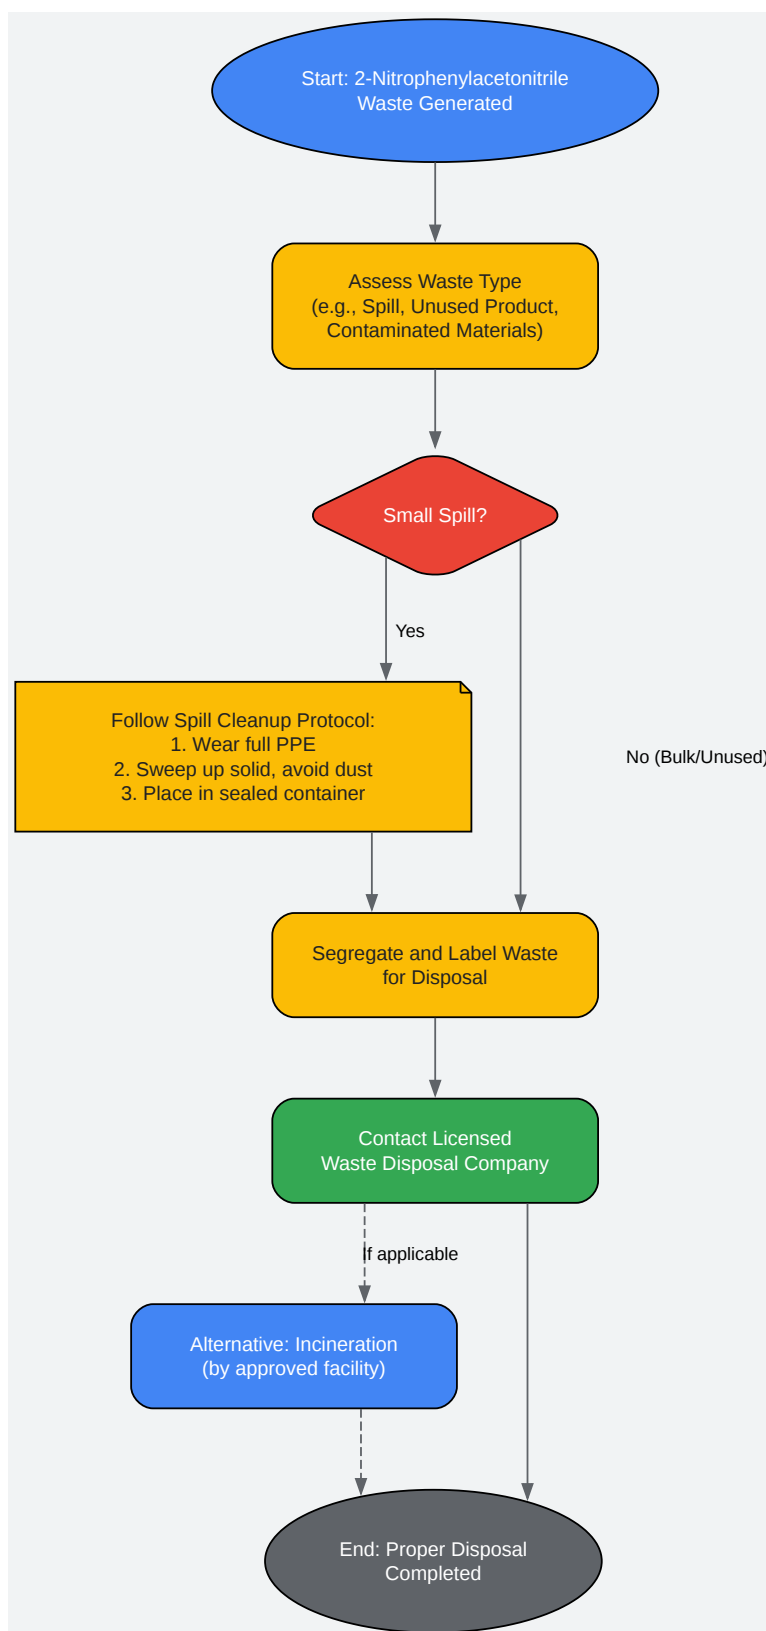 Start: 2-Nitrophenylacetonitrile
Waste Generated
Assess Waste Type
(e.g., Spill, Unused Product,
Contaminated Materials)
Small Spill?
Yes
Follow Spill Cleanup Protocol:
1. Wear full PPE
2. Sweep up solid, avoid dust
3. Place in sealed container
No (Bulk/Unused)
Segregate and Label Waste
for Disposal
Contact Licensed
Waste Disposal Company
If applicable
Alternative: Incineration
(by approved facility)
End: Proper Disposal
Completed